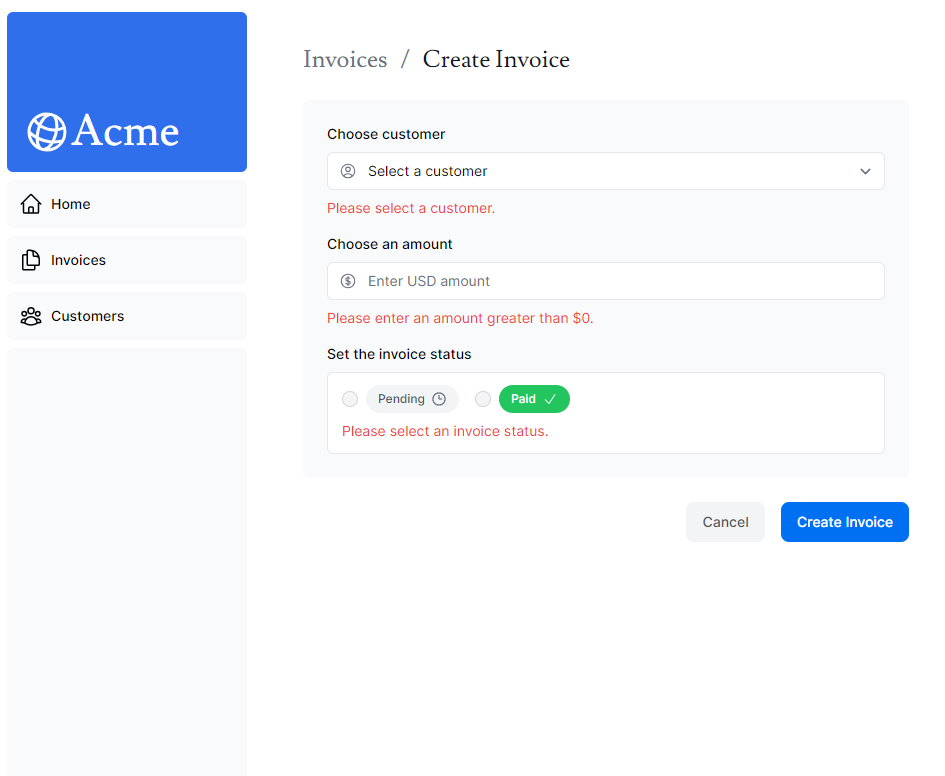 Acme
Home
Invoices
Customers
Invoices / Create Invoice
Choose customer
Select a customer
Please select a customer.
Choose an amount
Enter USD amount
Please enter an amount greater than $0.
Set the invoice status
Pending Paid
Please select an invoice status.
Cancel Create Invoice